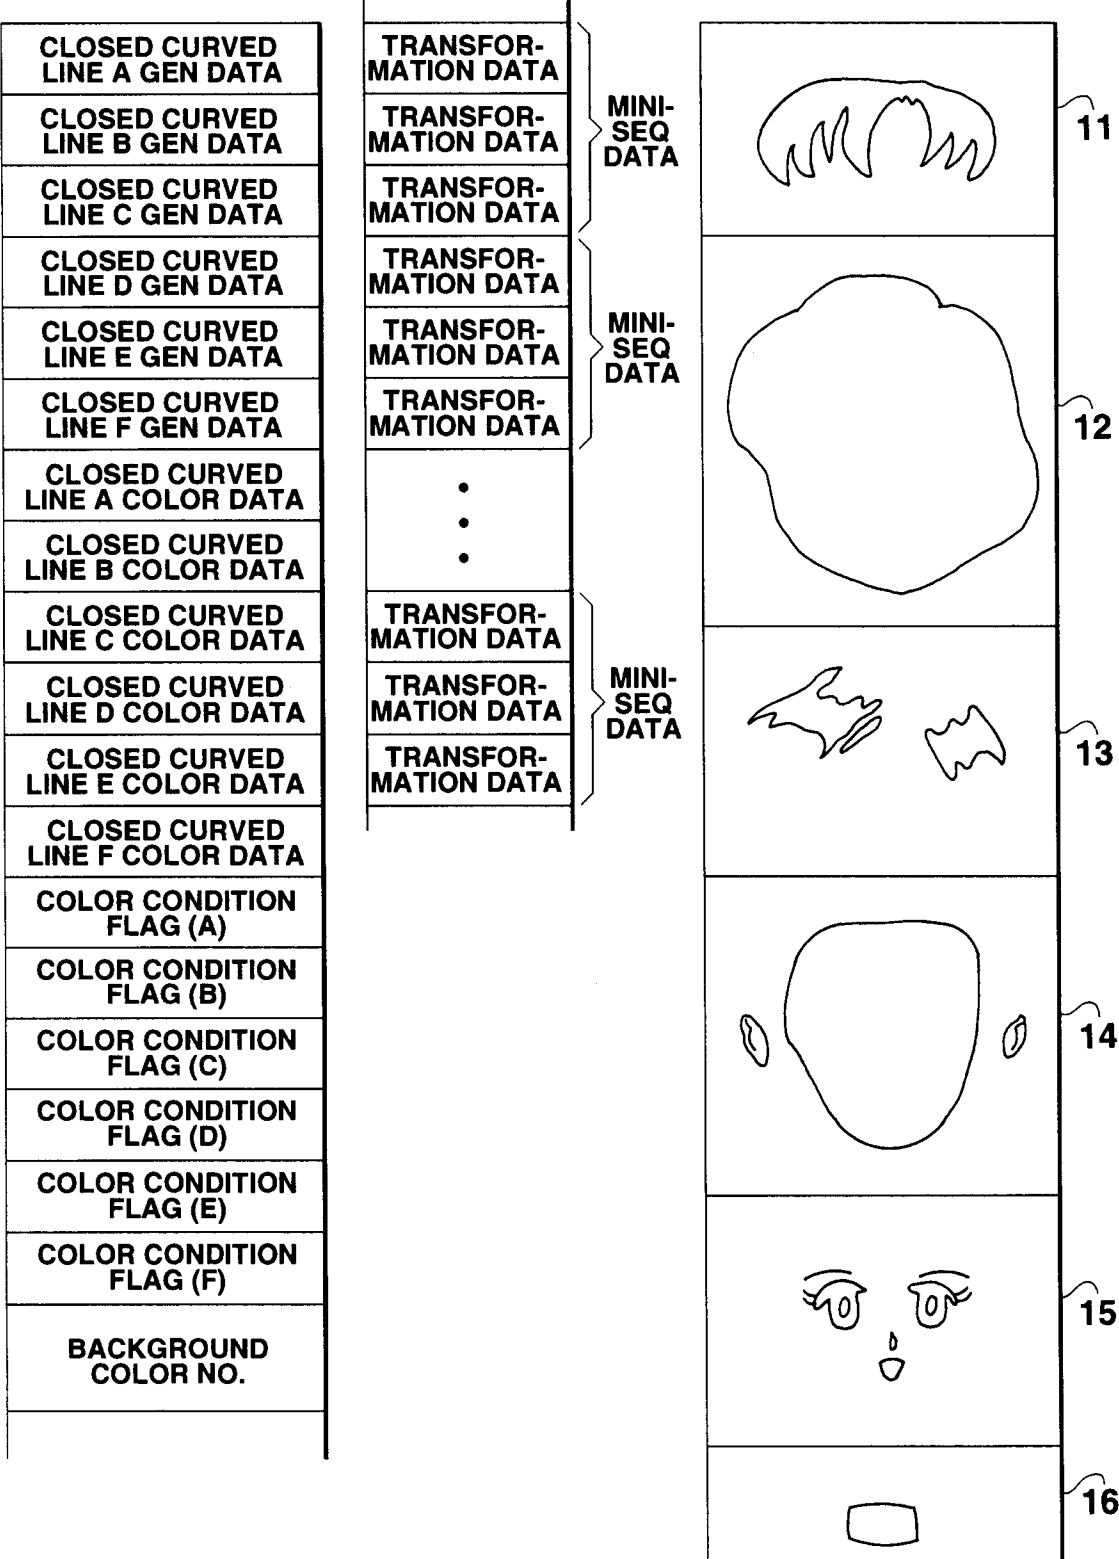 CLOSED CURVED
LINE A GEN DATA
CLOSED CURVED
LINE B GEN DATA
CLOSED CURVED
LINE C GEN DATA
CLOSED CURVED
LINE D GEN DATA
CLOSED CURVED
LINE E GEN DATA
CLOSED CURVED
LINE F GEN DATA
CLOSED CURVED
LINE A COLOR DATA
CLOSED CURVED
LINE B COLOR DATA
CLOSED CURVED
LINE C COLOR DATA
CLOSED CURVED
LINE D COLOR DATA
CLOSED CURVED
LINE E COLOR DATA
CLOSED CURVED
LINE F COLOR DATA
COLOR CONDITION
FLAG (A)
COLOR CONDITION
FLAG (B)
COLOR CONDITION
FLAG (C)
COLOR CONDITION
FLAG (D)
COLOR CONDITION
FLAG (E)
COLOR CONDITION
FLAG (F)
BACKGROUND
COLOR NO.
TRANSFOR-
MATION DATA
TRANSFOR-
MATION DATA
TRANSFOR-
MATION DATA
MINI-
SEQ
DATA
TRANSFOR-
MATION DATA
TRANSFOR-
MATION DATA
TRANSFOR-
MATION DATA
MINI-
SEQ
DATA
TRANSFOR-
MATION DATA
TRANSFOR-
MATION DATA
TRANSFOR-
MATION DATA
MINI-
SEQ
DATA
11
12
13
14
15
16